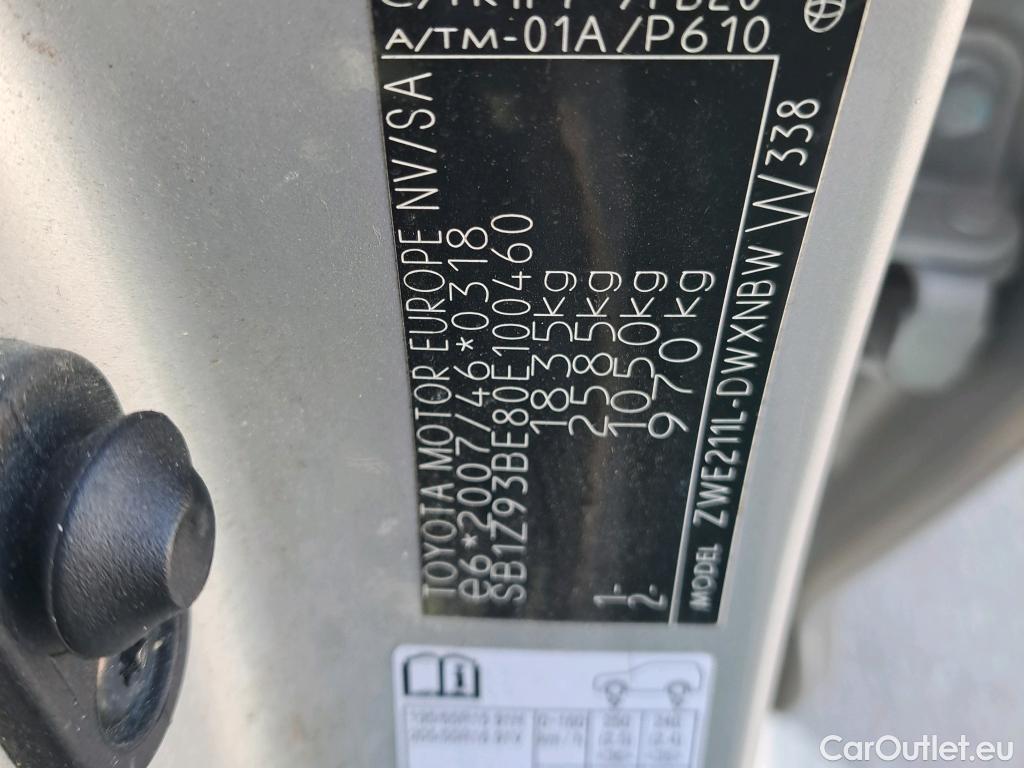 A/TM-01A/P610
TOYOTA MOTOR EUROPE NV/SA
e6*2007/46*0318
SB1Z93BE80E100460
1835kg
2585kg
1- 1050kg
2- 970kg
MODEL ZWE211L-DWXNBW W338
i
CarOutlet.eu